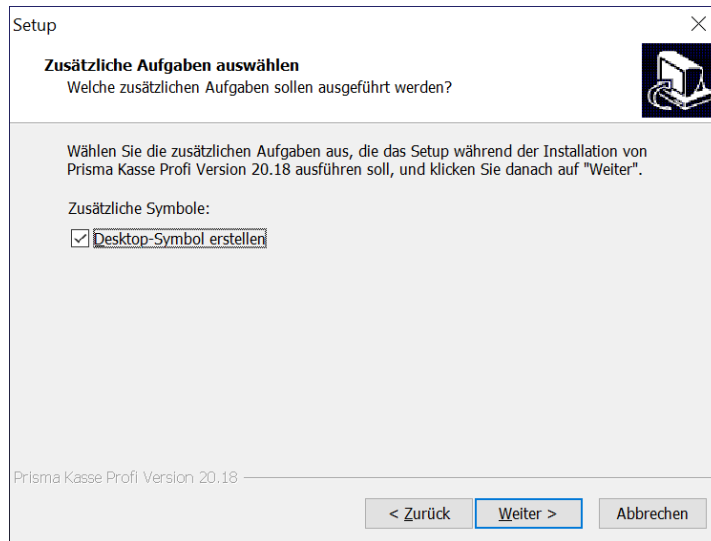 Setup
Zusätzliche Aufgaben auswählen
Welche zusätzlichen Aufgaben sollen ausgeführt werden?
Wählen Sie die zusätzlichen Aufgaben aus, die das Setup während der Installation von
Prisma Kasse Profi Version 20.18 ausführen soll, und klicken Sie danach auf "Weiter".
Zusätzliche Symbole:
Desktop-Symbol erstellen
Prisma Kasse Profi Version 20.18
< Zurück Weiter > Abbrechen